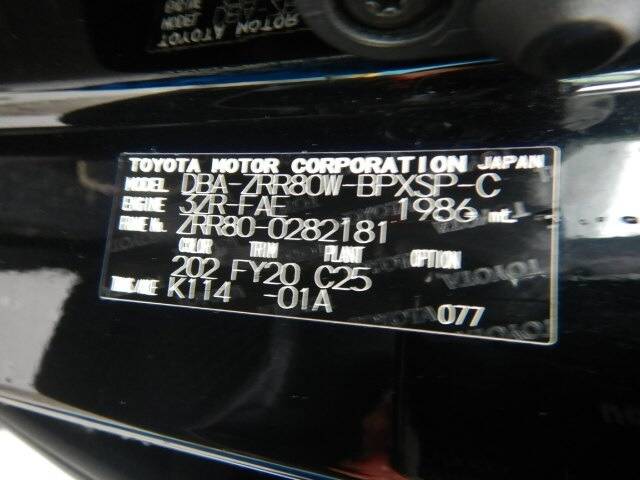 TOYOTA MOTOR CORPORATION JAPAN
MODEL DBA-ZRR80W-BPXSP-C
ENGINE 3ZR-FAE 1986 mL
FRAME No. ZRR80-0282181
COLOR TRIM PLANT OPTION
202 FY20 C25
TRANS/AXLE K114 -01A
077